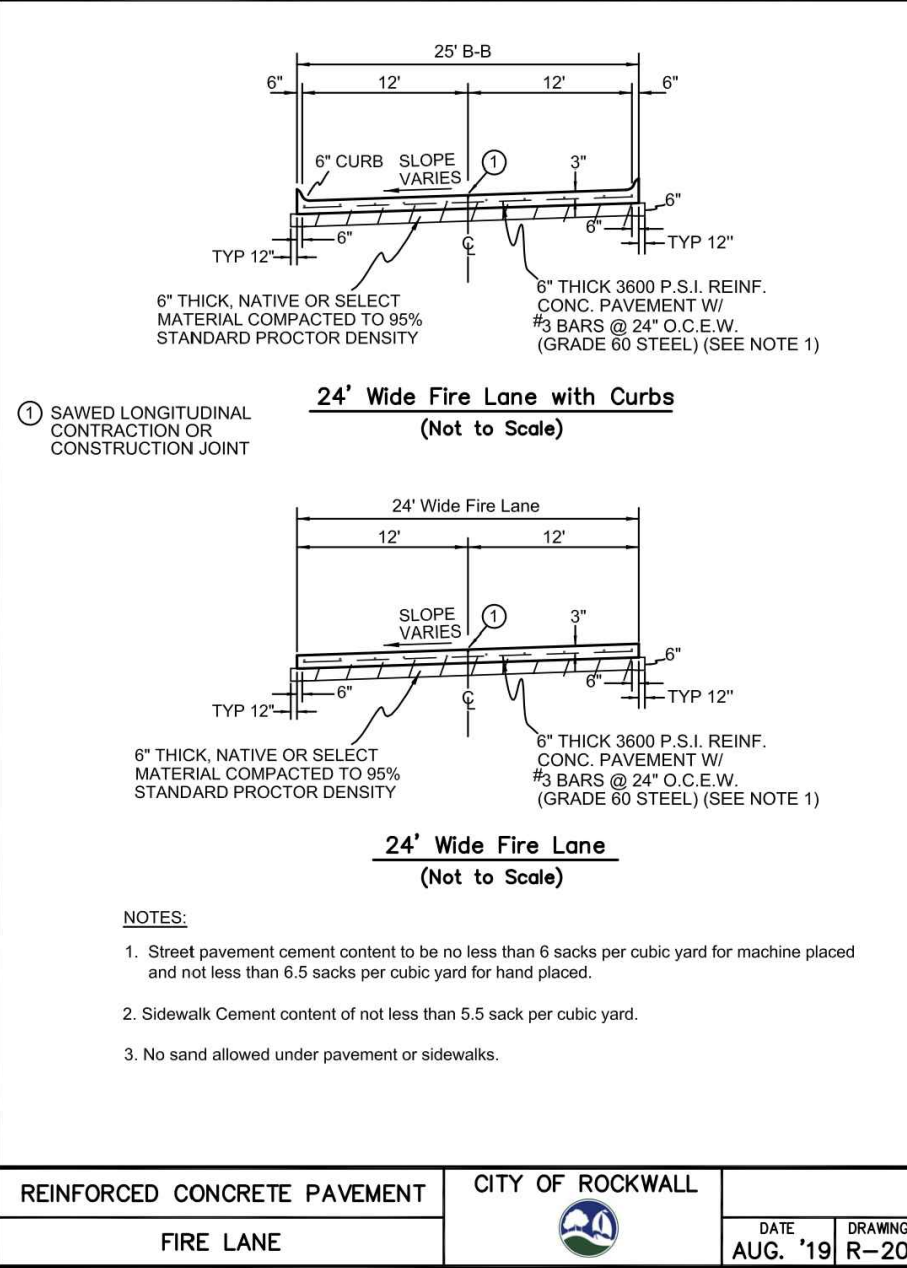 25' B-B
6" 12' 12' 6"
6" CURB SLOPE VARIES 1 3"
6"
6" 6"
TYP 12" ℄ TYP 12"
6" THICK, NATIVE OR SELECT
MATERIAL COMPACTED TO 95%
STANDARD PROCTOR DENSITY
6" THICK 3600 P.S.I. REINF.
CONC. PAVEMENT W/
#3 BARS @ 24" O.C.E.W.
(GRADE 60 STEEL) (SEE NOTE 1)
24' Wide Fire Lane with Curbs
(Not to Scale)
1 SAWED LONGITUDINAL
CONTRACTION OR
CONSTRUCTION JOINT
24' Wide Fire Lane
12' 12'
SLOPE VARIES 1 3"
6"
6" 6"
TYP 12" ℄ TYP 12"
6" THICK, NATIVE OR SELECT
MATERIAL COMPACTED TO 95%
STANDARD PROCTOR DENSITY
6" THICK 3600 P.S.I. REINF.
CONC. PAVEMENT W/
#3 BARS @ 24" O.C.E.W.
(GRADE 60 STEEL) (SEE NOTE 1)
24' Wide Fire Lane
(Not to Scale)
NOTES:
1. Street pavement cement content to be no less than 6 sacks per cubic yard for machine placed
and not less than 6.5 sacks per cubic yard for hand placed.
2. Sidewalk Cement content of not less than 5.5 sack per cubic yard.
3. No sand allowed under pavement or sidewalks.
REINFORCED CONCRETE PAVEMENT
FIRE LANE
CITY OF ROCKWALL
DATE
AUG. '19
DRAWING
R-20